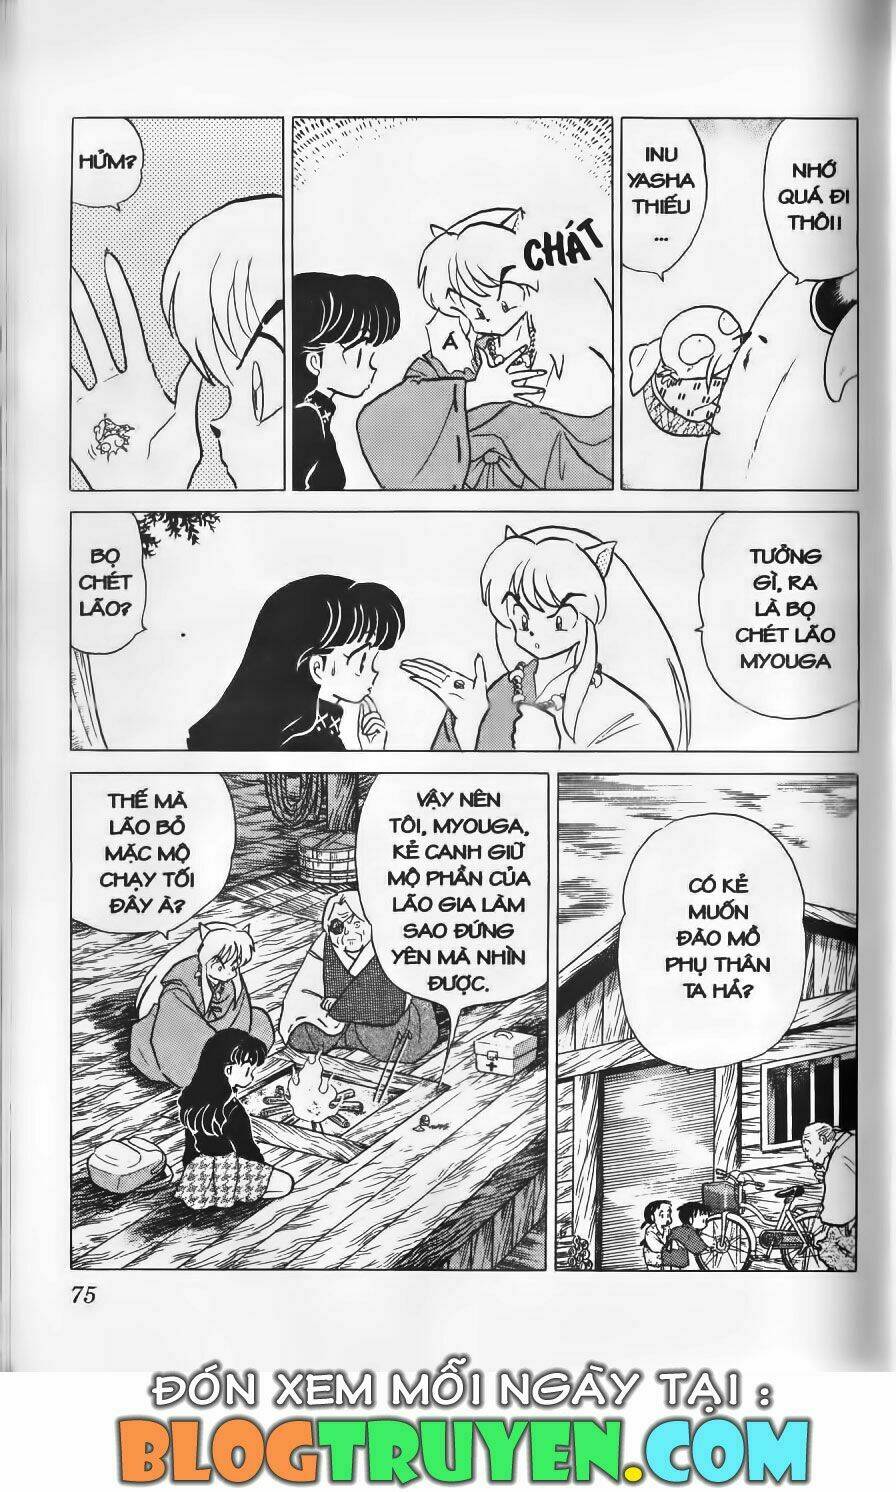 NHỚ
QUÁ ĐI
THÔI!
INU
YASHA
THIẾU
...
CHÁT
Á
HỬM?
TƯỞNG
GÌ, RA
LÀ BỌ
CHÉT LÃO
MYOUGA
BỌ
CHÉT
LÃO?
CÓ KẺ
MUỐN
ĐÀO MỒ
PHỤ THÂN
TA HẢ?
VẬY NÊN
TÔI, MYOUGA,
KẺ CANH GIỮ
MỘ PHẦN CỦA
LÃO GIA LÀM
SAO ĐỨNG
YÊN MÀ NHÌN
ĐƯỢC.
THẾ MÀ
LÃO BỎ
MẶC MỘ
CHẠY TỚI
ĐÂY À?
75
ĐÓN XEM MỖI NGÀY TẠI :
BLOGTRUYEN.COM